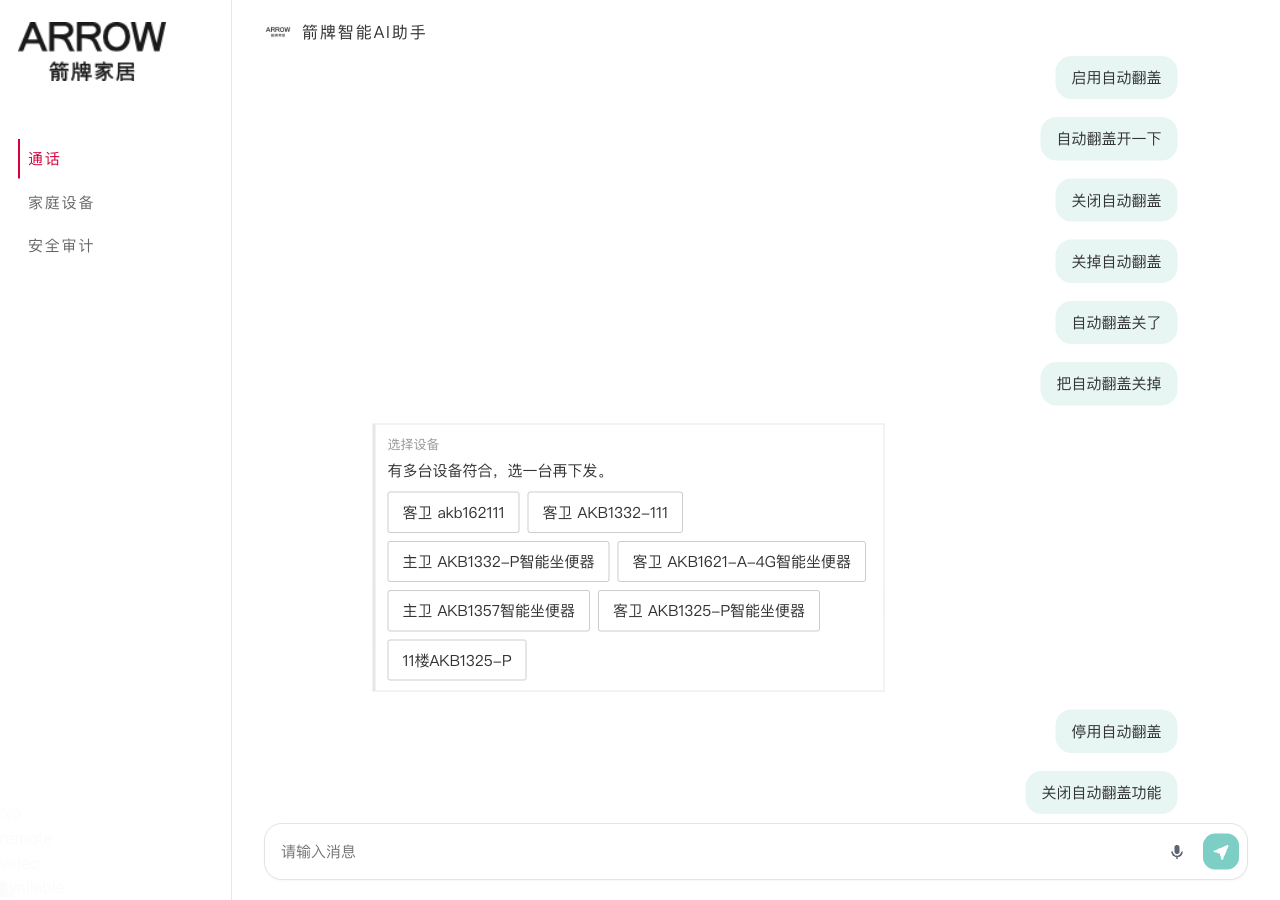 ARROW
箭牌家居
通话
家庭设备
安全审计
ARROW
箭牌智能AI助手
启用自动翻盖
自动翻盖开一下
关闭自动翻盖
关掉自动翻盖
自动翻盖关了
把自动翻盖关掉
选择设备
有多台设备符合，选一台再下发。
客卫 akb162111
客卫 AKB1332-111
主卫 AKB1332-P智能坐便器
客卫 AKB1621-A-4G智能坐便器
主卫 AKB1357智能坐便器
客卫 AKB1325-P智能坐便器
11楼AKB1325-P
停用自动翻盖
关闭自动翻盖功能
请输入消息